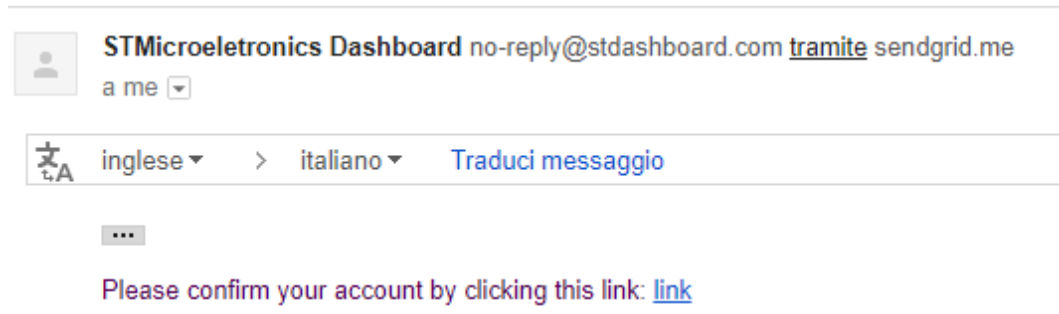 STMicroeletronics Dashboard no-reply@stdashboard.com tramite sendgrid.me
a me
inglese > italiano Traduci messaggio
...
Please confirm your account by clicking this link: link